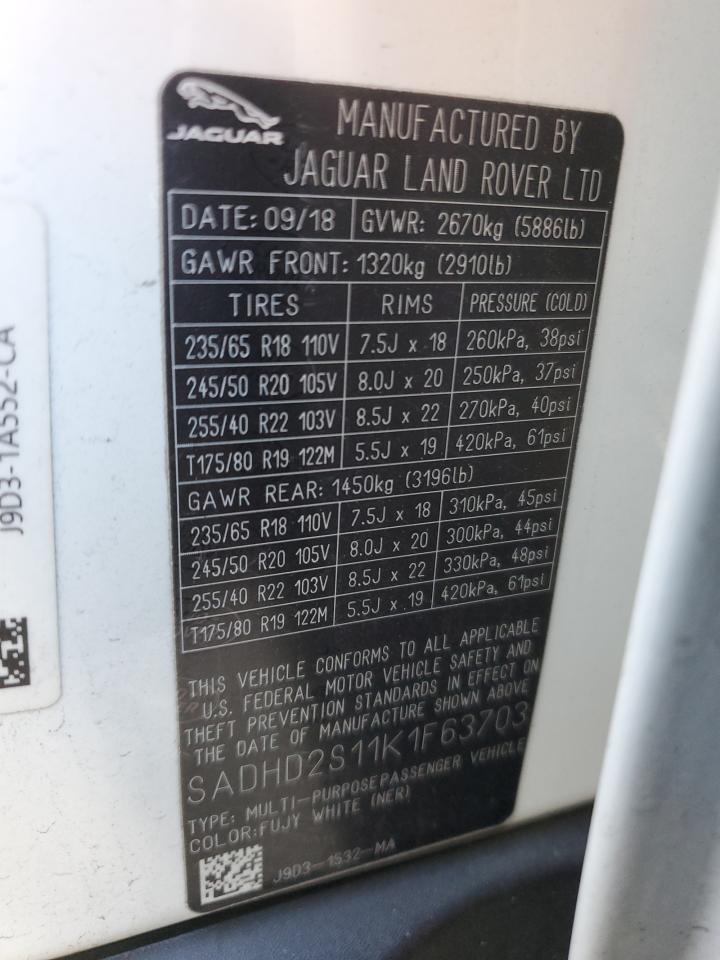 JAGUAR
MANUFACTURED BY
JAGUAR LAND ROVER LTD
DATE: 09/18 GVWR: 2670kg (5886lb)
GAWR FRONT: 1320kg (2910lb)
TIRES RIMS PRESSURE (COLD)
235/65 R18 110V 7.5J x 18 260kPa, 38psi
245/50 R20 105V 8.0J x 20 250kPa, 37psi
255/40 R22 103V 8.5J x 22 270kPa, 40psi
T175/80 R19 122M 5.5J x 19 420kPa, 61psi
GAWR REAR: 1450kg (3196lb)
235/65 R18 110V 7.5J x 18 310kPa, 45psi
245/50 R20 105V 8.0J x 20 300kPa, 44psi
255/40 R22 103V 8.5J x 22 330kPa, 48psi
T175/80 R19 122M 5.5J x 19 420kPa, 61psi
THIS VEHICLE CONFORMS TO ALL APPLICABLE
U.S. FEDERAL MOTOR VEHICLE SAFETY AND
THEFT PREVENTION STANDARDS IN EFFECT ON
THE DATE OF MANUFACTURE SHOWN ABOVE
SADHD2S11K1F63703
TYPE: MULTI-PURPOSE PASSENGER VEHICLE
COLOR: FUJY WHITE (NER)
J9D3-1532-MA
J9D3-1A552-CA